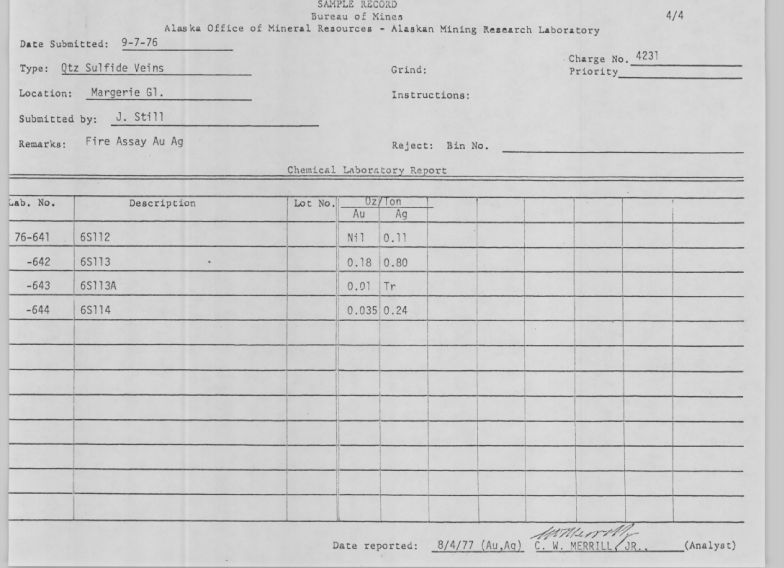 SAMPLE RECORD
Bureau of Mines 4/4
Alaska Office of Mineral Resources - Alaskan Mining Research Laboratory
Date Submitted: 9-7-76
Charge No. 4231
Type: Qtz Sulfide Veins Grind: Priority
Location: Margerie Gl. Instructions:
Submitted by: J. Still
Remarks: Fire Assay Au Ag Reject: Bin No.
Chemical Laboratory Report
Lab. No. Description Lot No. Oz/Ton
Au Ag
76-641 6S112 Nil 0.11
-642 6S113 0.18 0.80
-643 6S113A 0.01 Tr
-644 6S114 0.035 0.24
Date reported: 8/4/77 (Au,Ag) C. W. MERRILL, JR., (Analyst)